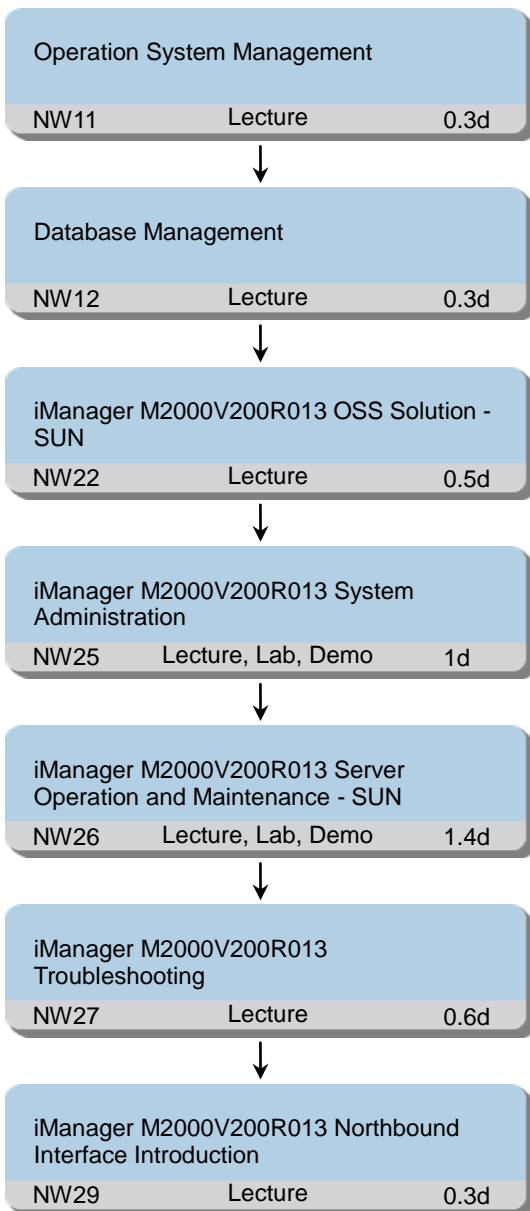 Operation System Management
NW11 Lecture 0.3d
Database Management
NW12 Lecture 0.3d
iManager M2000V200R013 OSS Solution -
SUN
NW22 Lecture 0.5d
iManager M2000V200R013 System
Administration
NW25 Lecture, Lab, Demo 1d
iManager M2000V200R013 Server
Operation and Maintenance - SUN
NW26 Lecture, Lab, Demo 1.4d
iManager M2000V200R013
Troubleshooting
NW27 Lecture 0.6d
iManager M2000V200R013 Northbound
Interface Introduction
NW29 Lecture 0.3d